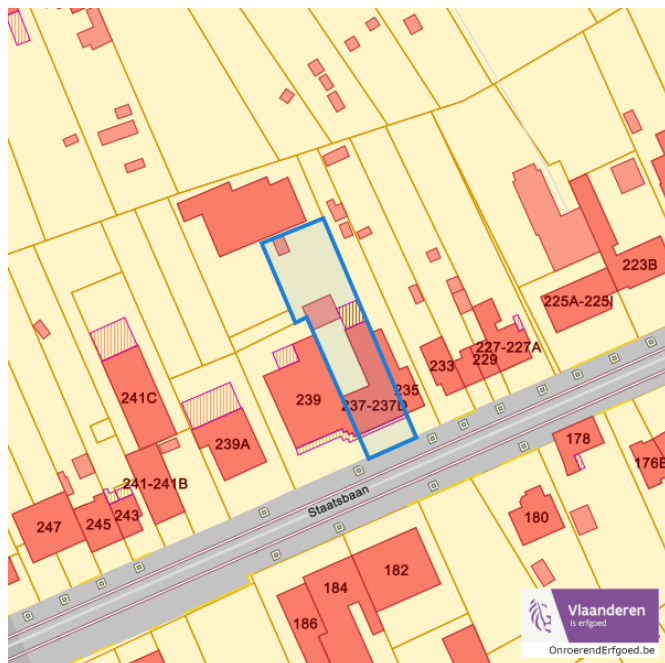 223B
225A-225I
227-227A
233
229
235
239
237-237D
241C
239A
178
176B
241-241B
247
245
243
Staatsbaan
180
182
184
186
Vlaanderen
is erfgoed
OnroerendErfgoed.be